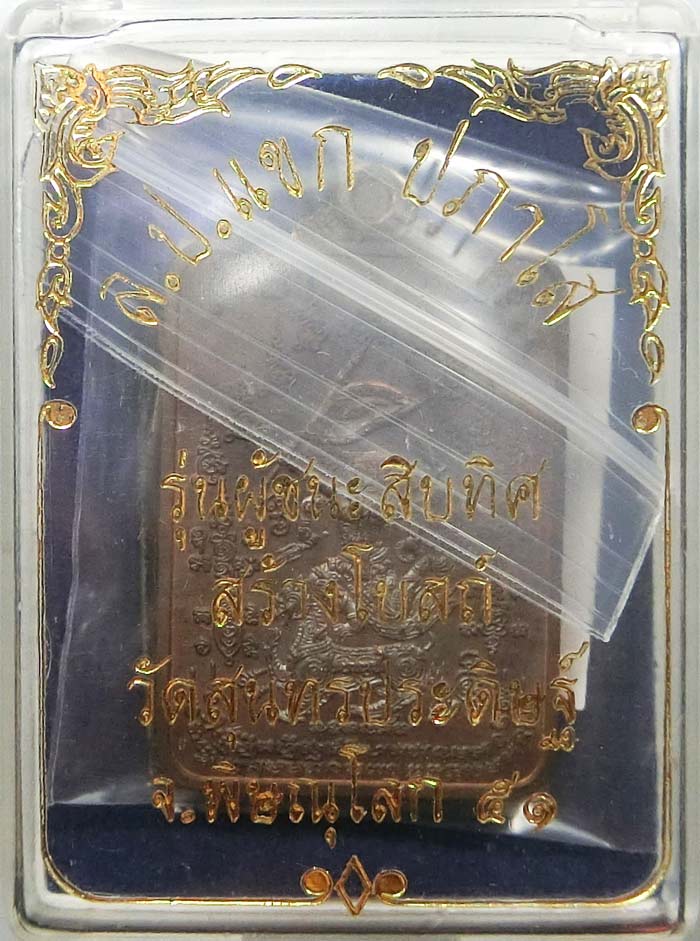 ล.ป.แขก ปภาโส
รุ่นผู้ชนะสิบทิศ
สร้างโบสถ์
วัดสุนทรประดิษฐ์
จ.พิษณุโลก ๕๑